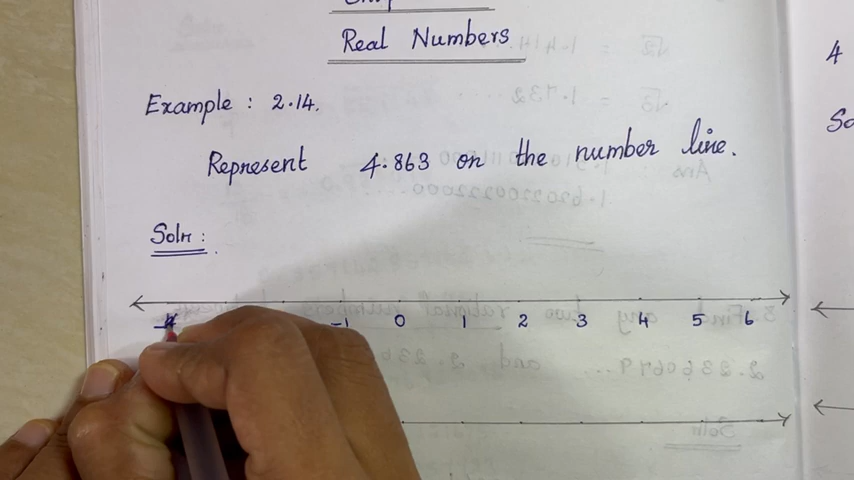 Real Numbers
4
Example : 2.14.
So
Represent 4.863 on the number line.
Soln :
-1 0 1 2 3 4 5 6